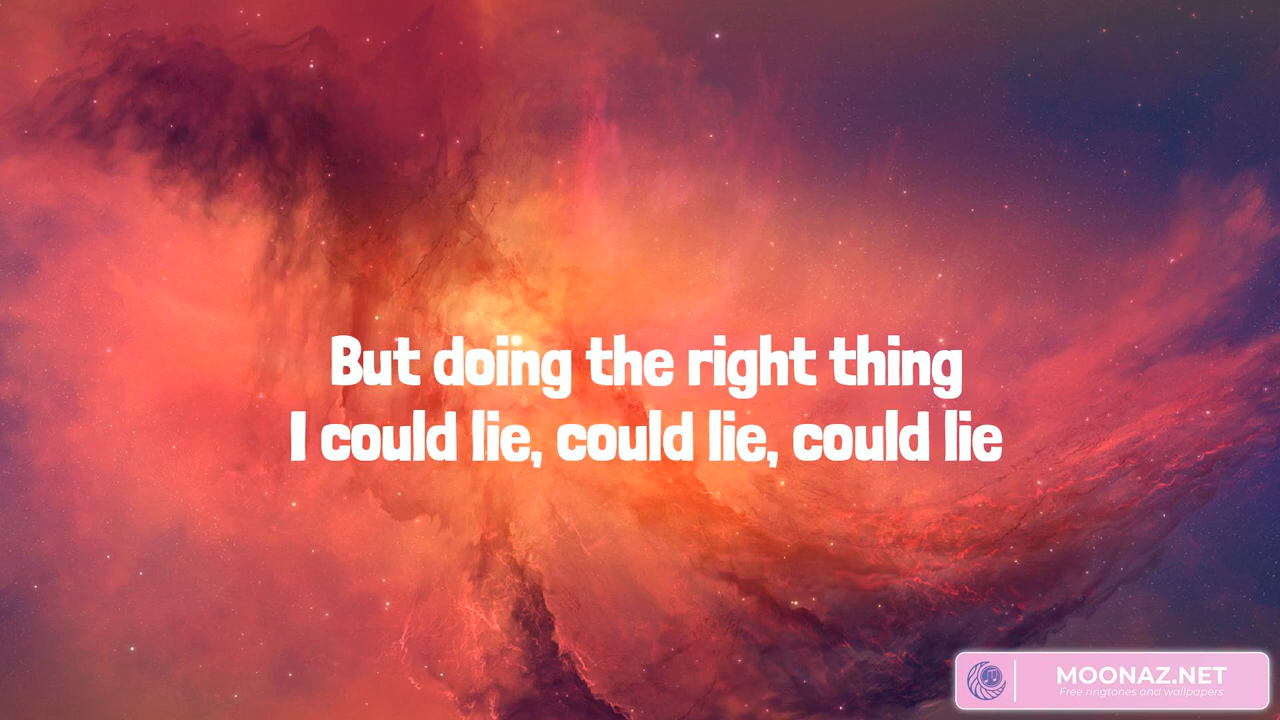 But doing the right thing
I could lie, could lie, could lie
MOONAZ.NET
Free ringtones and wallpapers